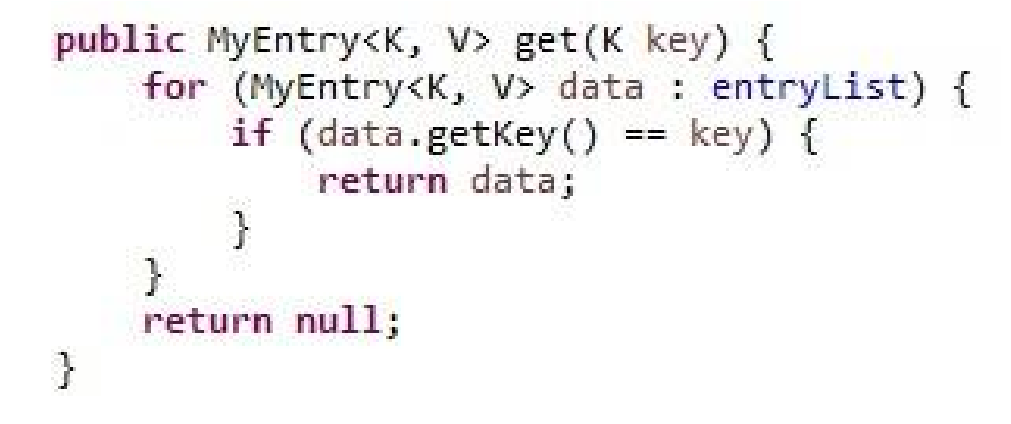 public MyEntry<K, V> get(K key) {
for (MyEntry<K, V> data : entryList) {
if (data.getKey() == key) {
return data;
}
}
return null;
}